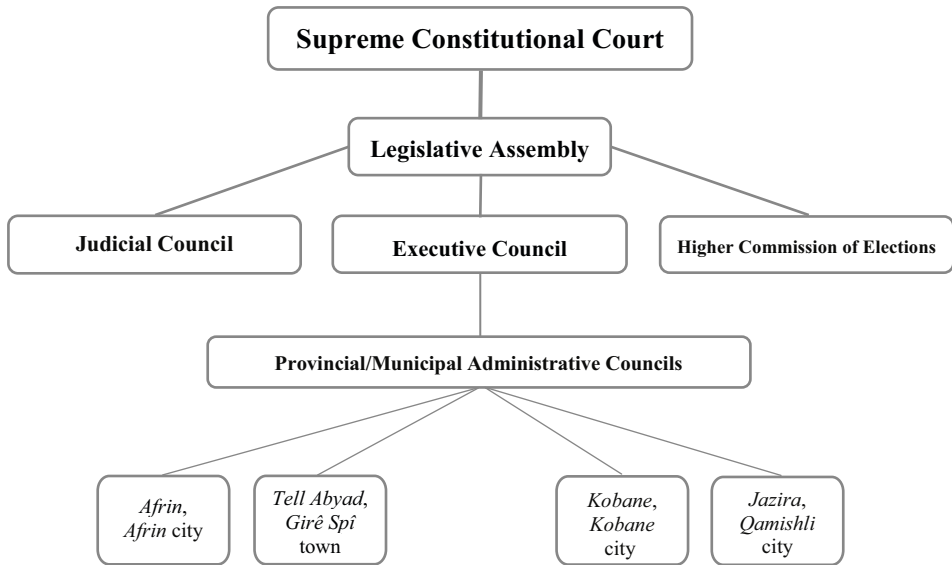 Supreme Constitutional Court
Legislative Assembly
Judicial Council
Executive Council
Higher Commission of Elections
Provincial/Municipal Administrative Councils
Afrin,
Afrin city
Tell Abyad,
Girê Spî
town
Kobane,
Kobane
city
Jazira,
Qamishli
city